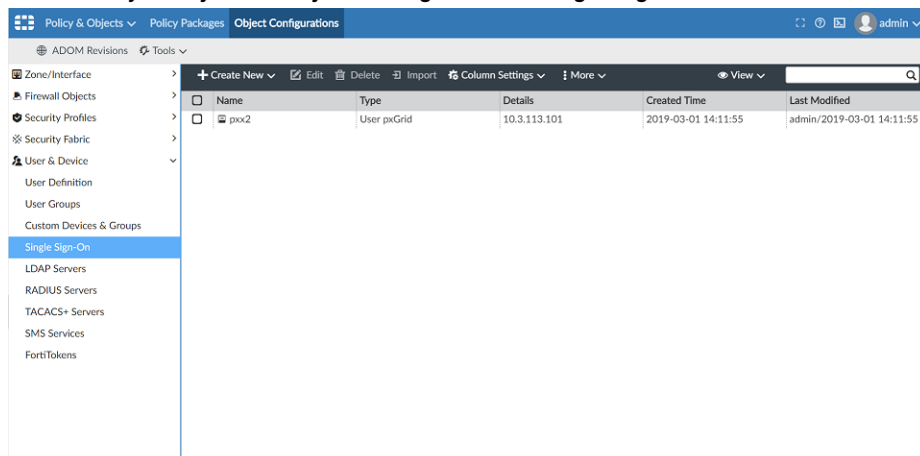 Policy & Objects Policy Packages Object Configurations admin
ADOM Revisions Tools
Zone/Interface
Firewall Objects
Security Profiles
Security Fabric
User & Device
User Definition
User Groups
Custom Devices & Groups
Single Sign-On
LDAP Servers
RADIUS Servers
TACACS+ Servers
SMS Services
FortiTokens
Create New Edit Delete Import Column Settings More View
Name Type Details Created Time Last Modified
pxx2 User pxGrid 10.3.113.101 2019-03-01 14:11:55 admin/2019-03-01 14:11:55